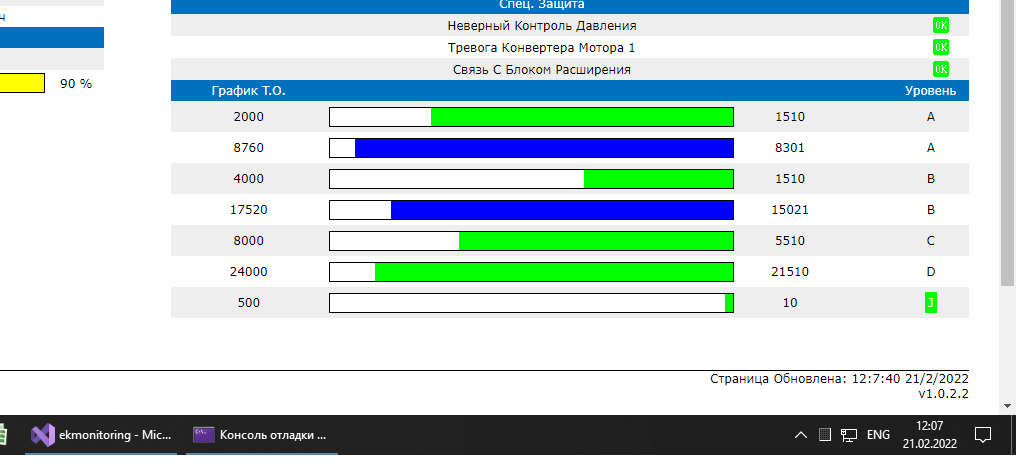 Спец. Защита
ч
Неверный Контроль Давления OK
Тревога Конвертера Мотора 1 OK
Связь С Блоком Расширения OK
90 %
График Т.О. Уровень
2000 1510 A
8760 8301 A
4000 1510 B
17520 15021 B
8000 5510 C
24000 21510 D
500 10 J
Страница Обновлена: 12:7:40 21/2/2022
v1.0.2.2
ekmonitoring - Mic... Консоль отладки ... ENG 12:07
21.02.2022